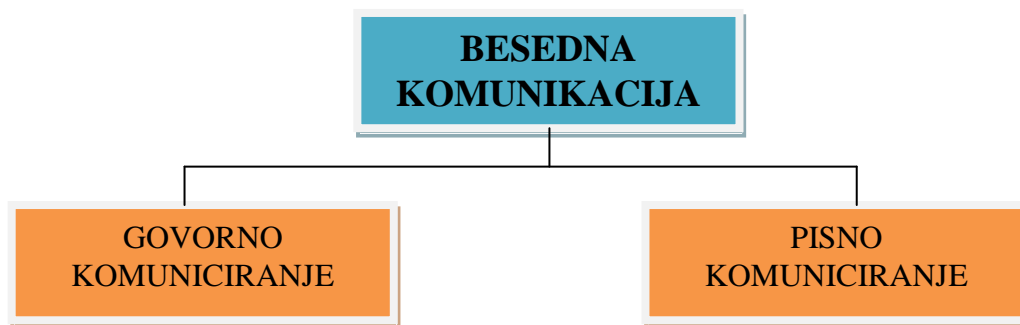 BESEDNA
KOMUNIKACIJA
GOVORNO
KOMUNICIRANJE
PISNO
KOMUNICIRANJE